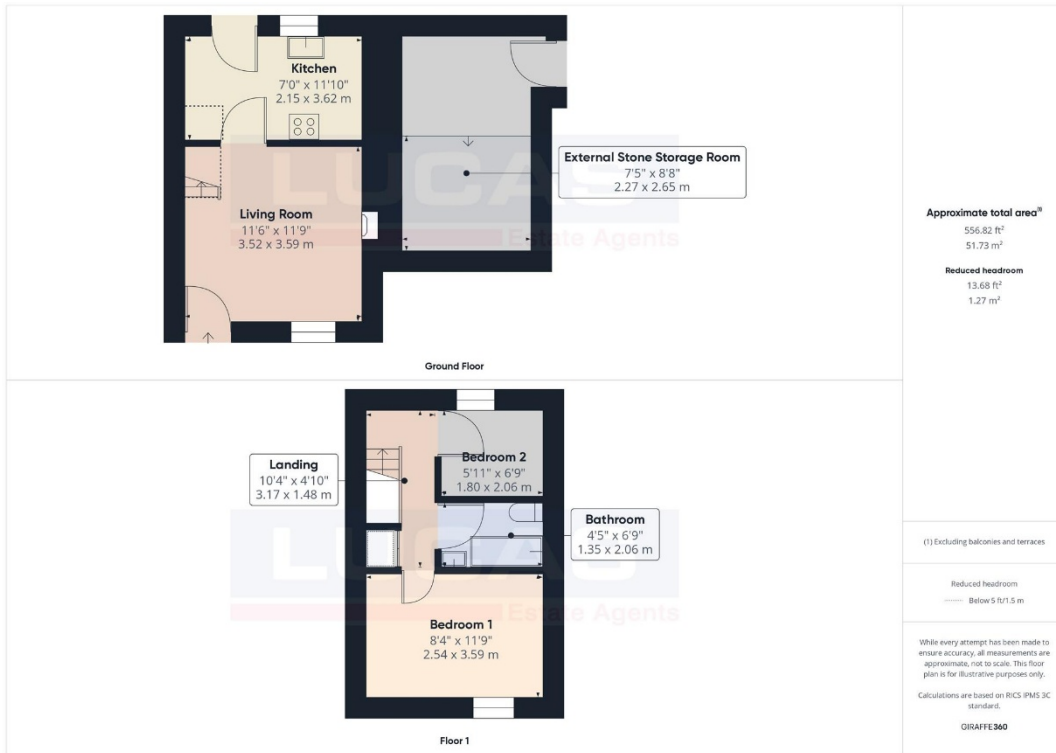 Kitchen
7'0" x 11'10"
2.15 x 3.62 m
LUCAS
Estate Agents
Living Room
11'6" x 11'9"
3.52 x 3.59 m
External Stone Storage Room
7'5" x 8'8"
2.27 x 2.65 m
Ground Floor
Landing
10'4" x 4'10"
3.17 x 1.48 m
Bedroom 2
5'11" x 6'9"
1.80 x 2.06 m
Bathroom
4'5" x 6'9"
1.35 x 2.06 m
LUCAS
Estate Agents
Bedroom 1
8'4" x 11'9"
2.54 x 3.59 m
Floor 1
Approximate total area(1)
556.82 ft²
51.73 m²
Reduced headroom
13.68 ft²
1.27 m²
(1) Excluding balconies and terraces
Reduced headroom
Below 5 ft/1.5 m
While every attempt has been made to
ensure accuracy, all measurements are
approximate, not to scale. This floor
plan is for illustrative purposes only.
Calculations are based on RICS IPMS 3C
standard.
GIRAFFE360